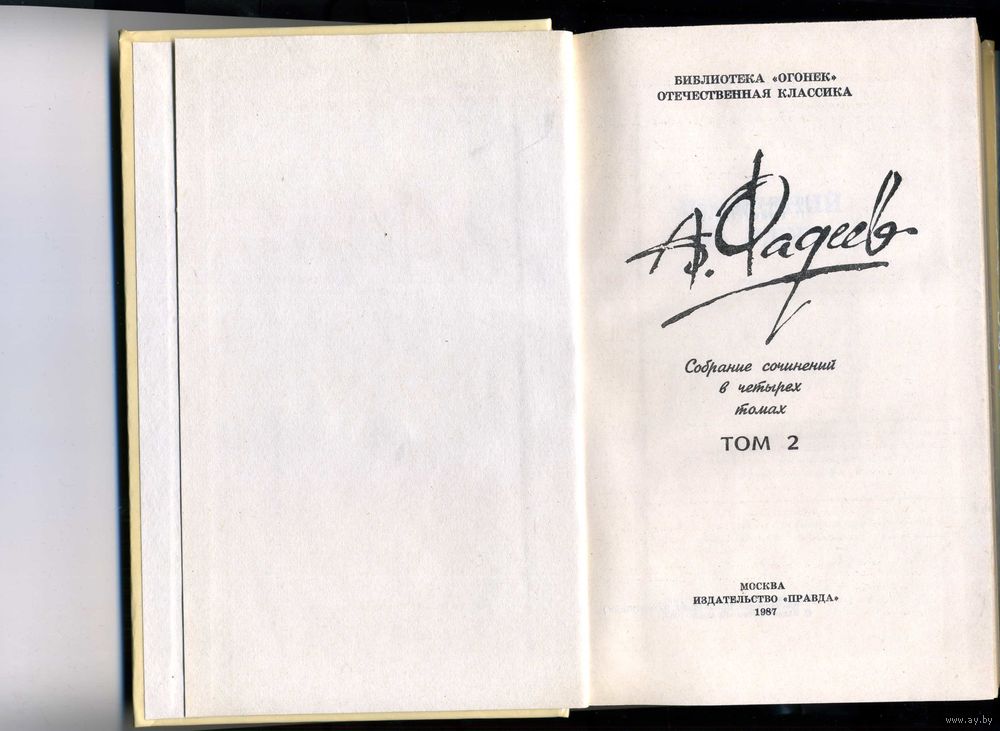 БИБЛИОТЕКА «ОГОНЕК»
ОТЕЧЕСТВЕННАЯ КЛАССИКА
А. Фадеев
Собрание сочинений
в четырех
томах
ТОМ 2
МОСКВА
ИЗДАТЕЛЬСТВО «ПРАВДА»
1987
www.ay.by